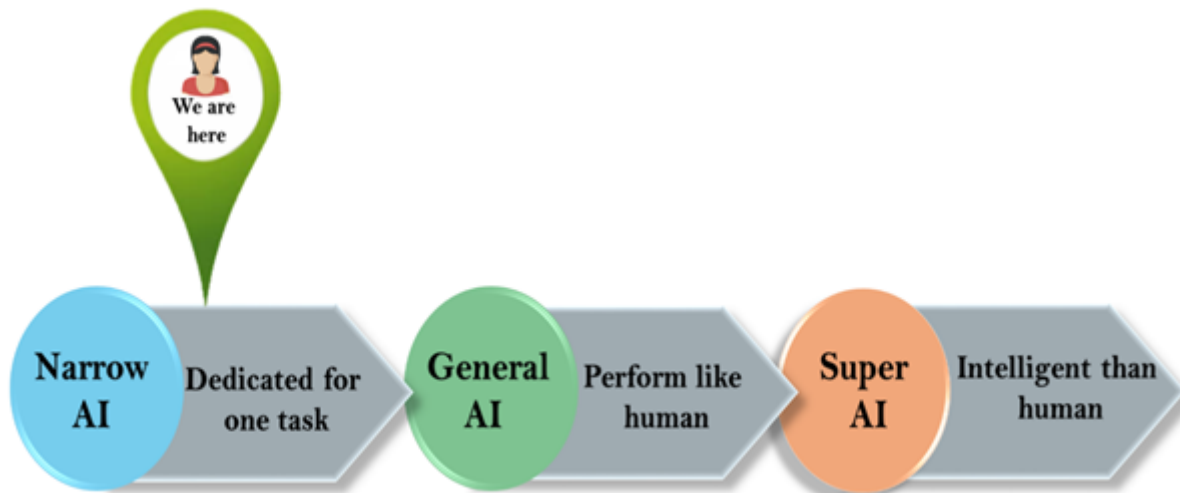 We are
here
Narrow
AI
Dedicated for
one task
General
AI
Perform like
human
Super
AI
Intelligent than
human